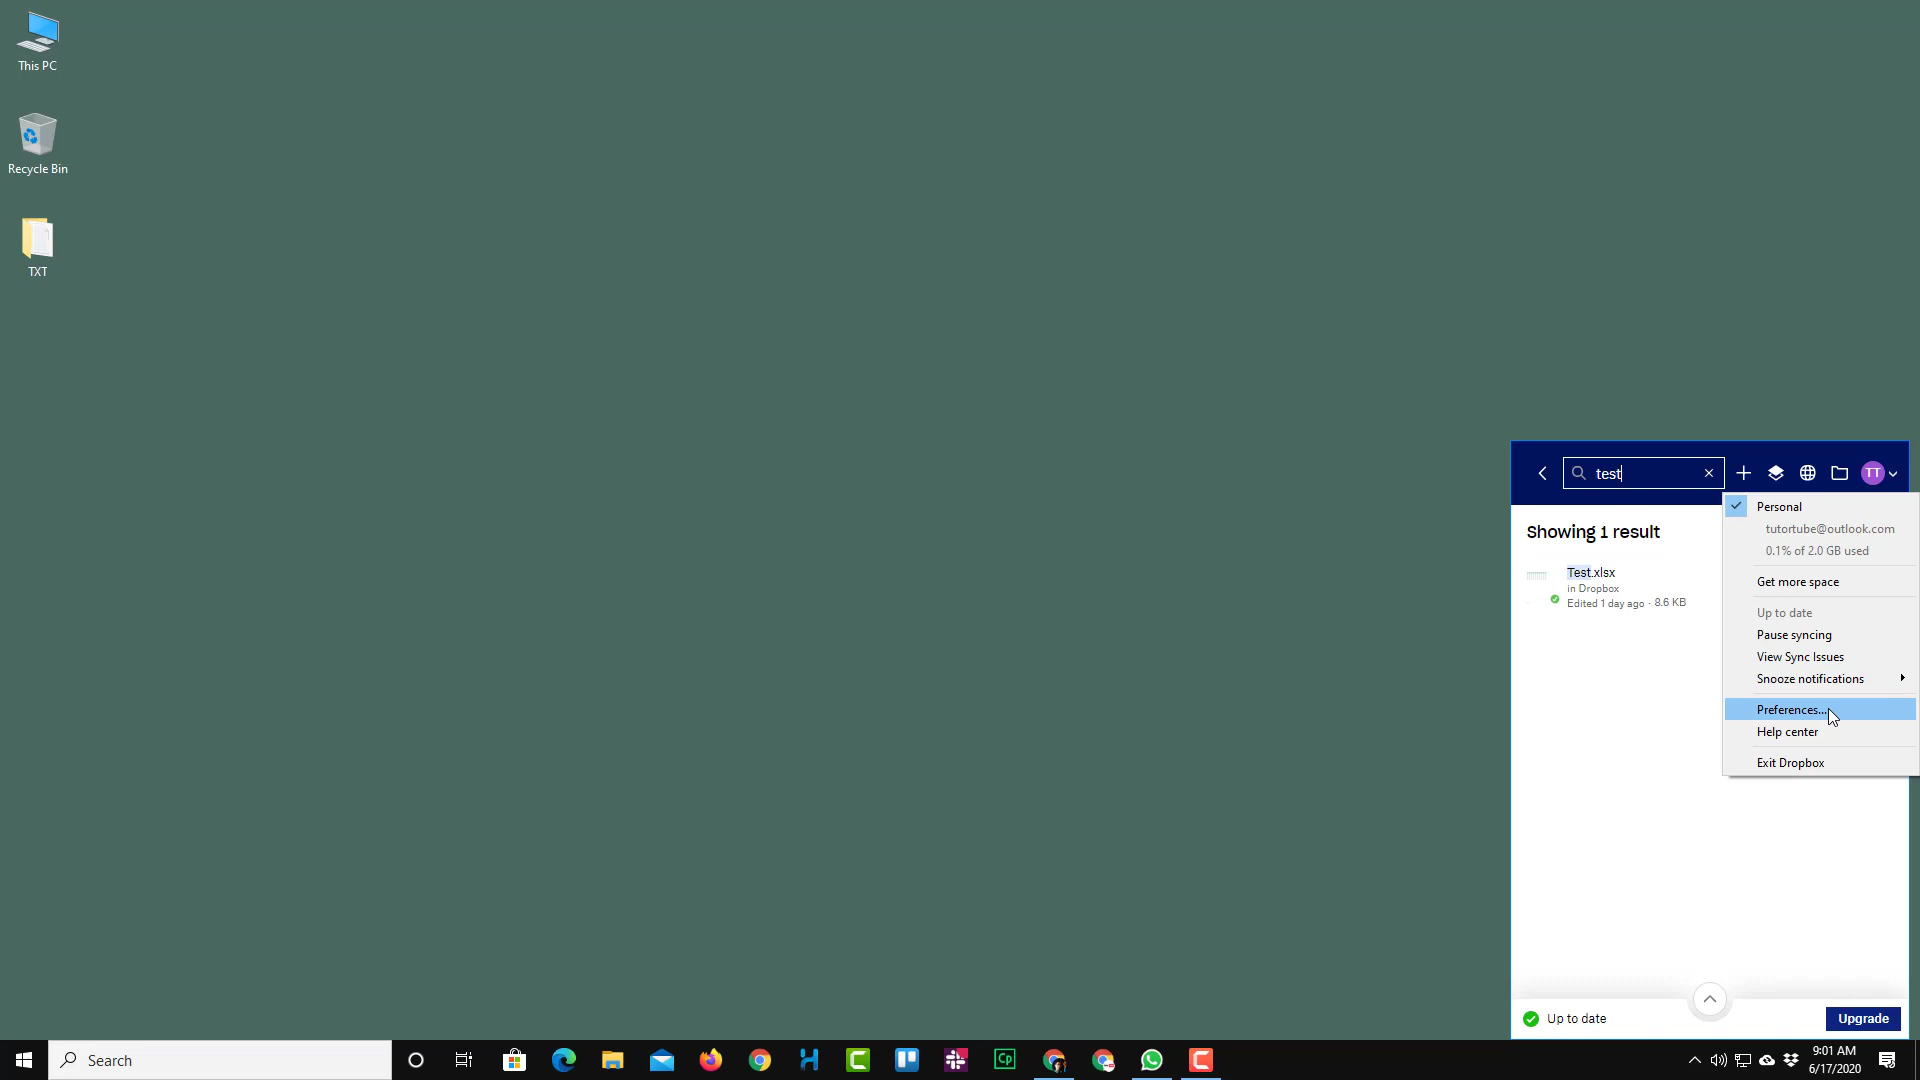 This PC
Recycle Bin
TXT
test
TT
Showing 1 result
Test.xlsx
in Dropbox
Edited 1 day ago · 8.6 KB
Personal
tutortube@outlook.com
0.1% of 2.0 GB used
Get more space
Up to date
Pause syncing
View Sync Issues
Snooze notifications
Preferences...
Help center
Exit Dropbox
Up to date
Upgrade
Search
Cp
9:01 AM
6/17/2020